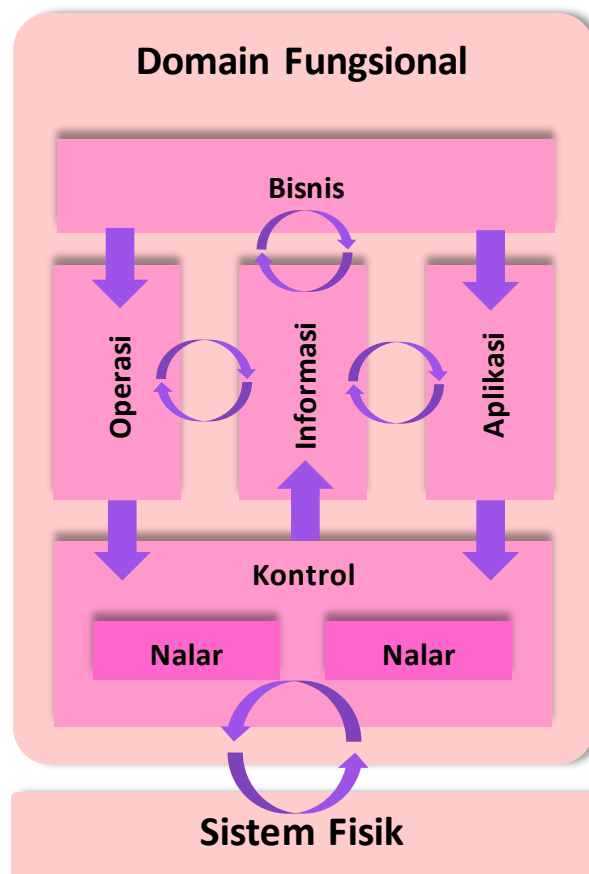 Domain Fungsional
Bisnis
Operasi
Informasi
Aplikasi
Kontrol
Nalar
Nalar
Sistem Fisik